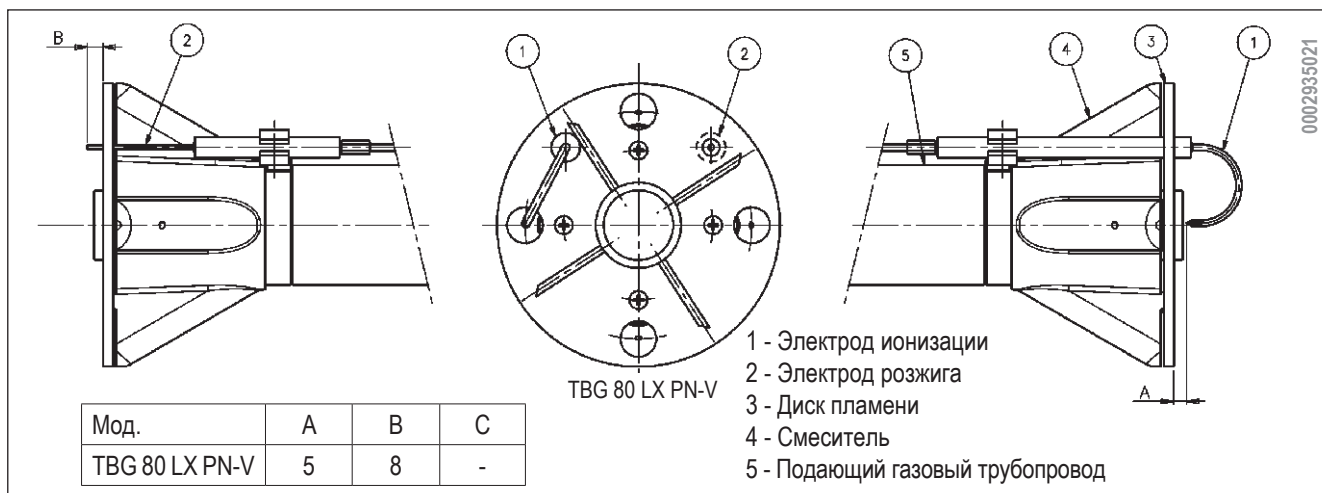 B
2
1
2
5
4
3
1
0002935021
A
TBG 80 LX PN-V
1 - Электрод ионизации
2 - Электрод розжига
3 - Диск пламени
4 - Смеситель
5 - Подающий газовый трубопровод
Мод. A B C
TBG 80 LX PN-V 5 8 -